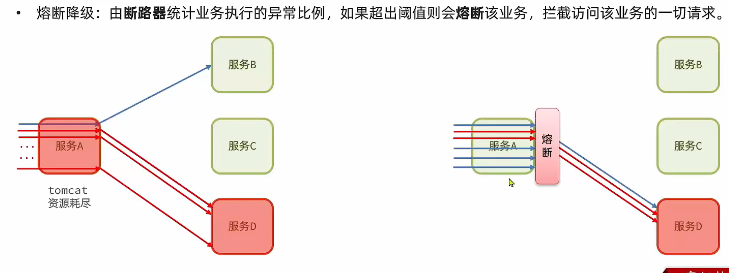 • 熔断降级：由断路器统计业务执行的异常比例，如果超出阈值则会熔断该业务，拦截访问该业务的一切请求。
服务B
服务B
服务A
服务C
...
...
tomcat
资源耗尽
服务D
服务A
熔
断
服务C
服务D